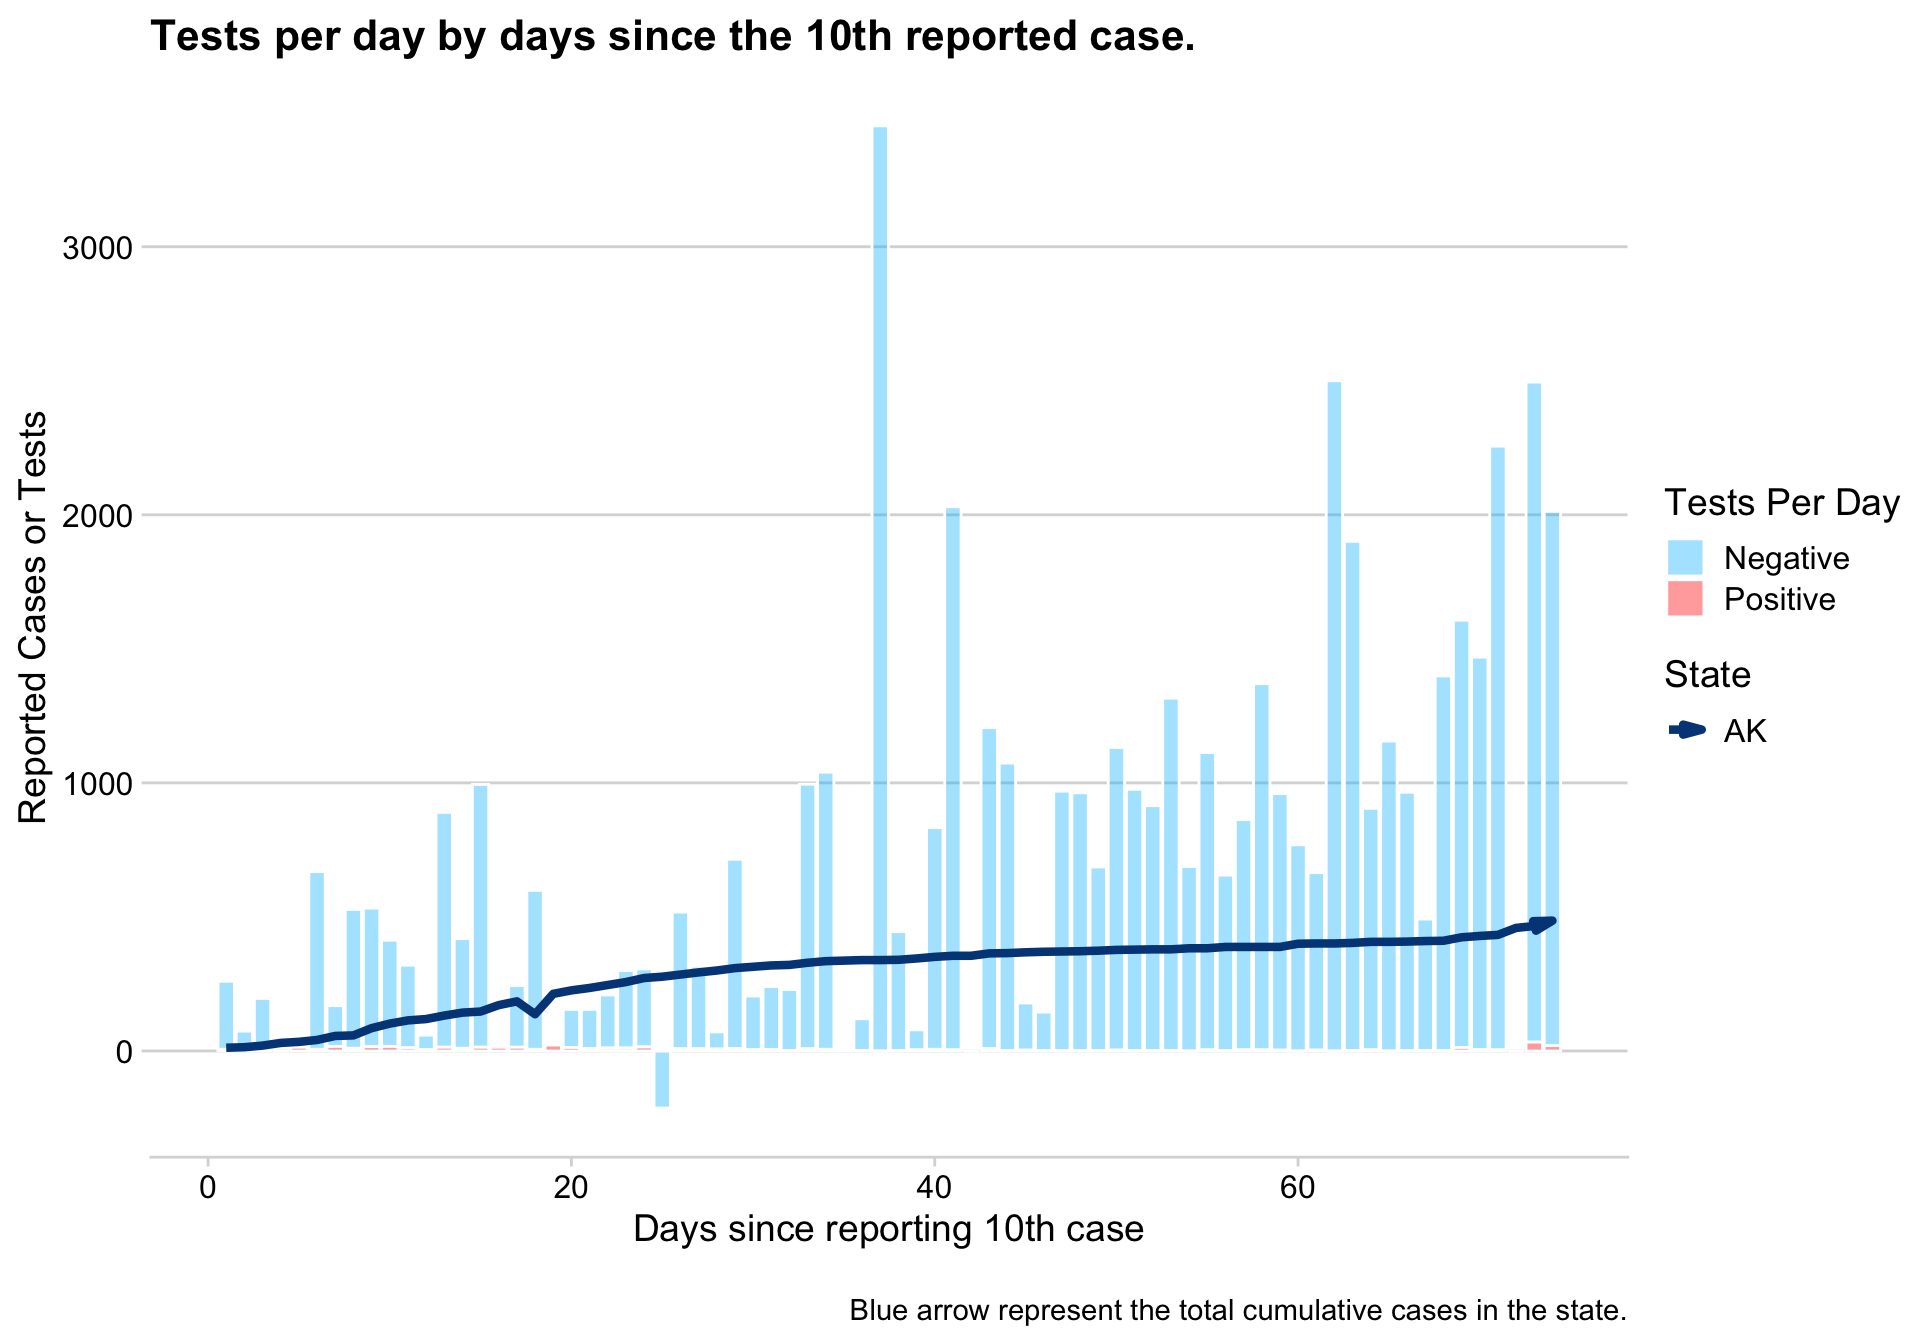 Tests per day by days since the 10th reported case.
Reported Cases or Tests
3000
2000
1000
0
0 20 40 60
Days since reporting 10th case
Tests Per Day
Negative
Positive
State
AK
Blue arrow represent the total cumulative cases in the state.